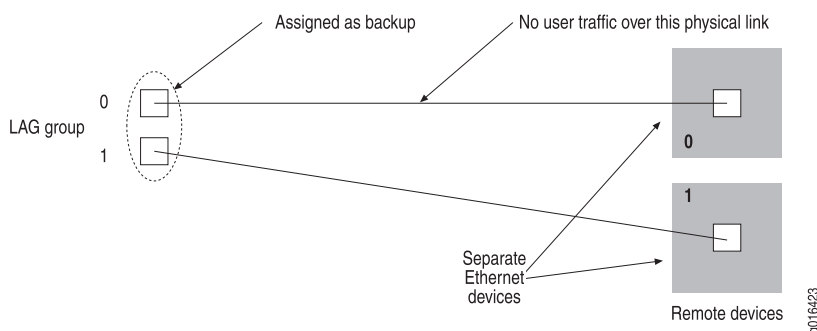 Assigned as backup
No user traffic over this physical link
0
LAG group
1
0
1
Separate
Ethernet
devices
Remote devices
g016423